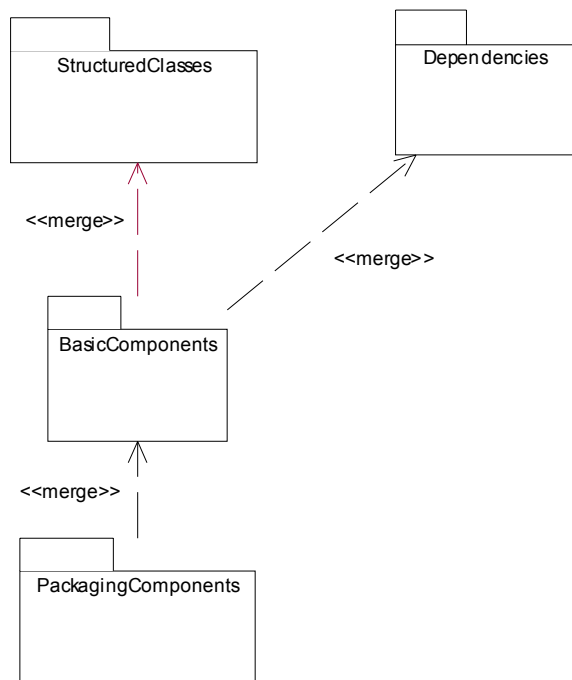 StructuredClasses
Dependencies
<<merge>>
<<merge>>
BasicComponents
<<merge>>
PackagingComponents